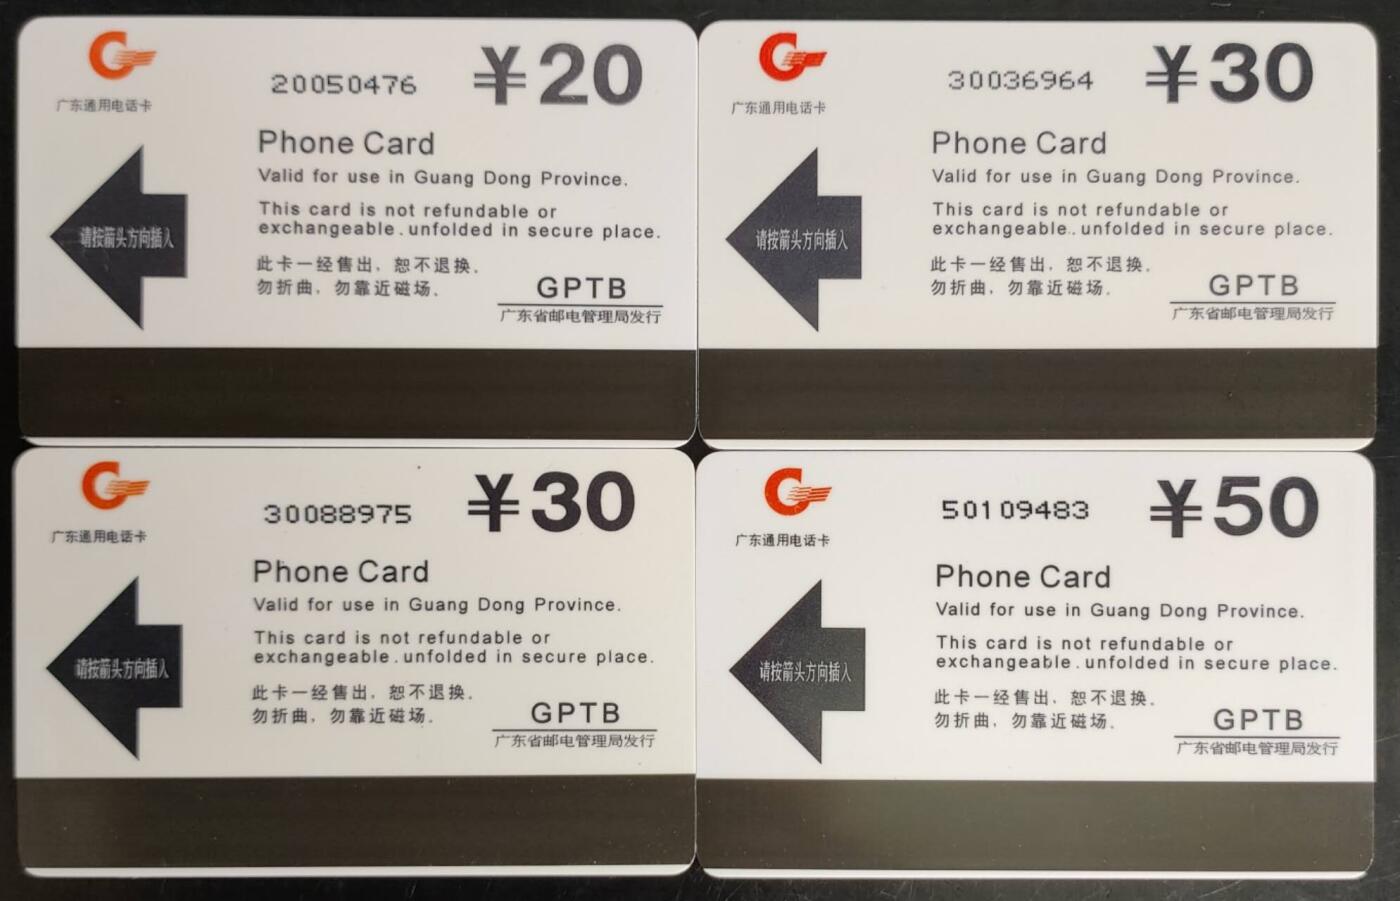 广东通用电话卡
20050476
¥20
Phone Card
Valid for use in Guang Dong Province.
This card is not refundable or
exchangeable.unfolded in secure place.
请按箭头方向插入
此卡一经售出，恕不退换．
勿折曲，勿靠近磁场．
GPTB
广东省邮电管理局发行
广东通用电话卡
30036964
¥30
Phone Card
Valid for use in Guang Dong Province.
This card is not refundable or
exchangeable.unfolded in secure place.
请按箭头方向插入
此卡一经售出，恕不退换．
勿折曲，勿靠近磁场．
GPTB
广东省邮电管理局发行
广东通用电话卡
30088975
¥30
Phone Card
Valid for use in Guang Dong Province.
This card is not refundable or
exchangeable.unfolded in secure place.
请按箭头方向插入
此卡一经售出，恕不退换．
勿折曲，勿靠近磁场．
GPTB
广东省邮电管理局发行
广东通用电话卡
50109483
¥50
Phone Card
Valid for use in Guang Dong Province.
This card is not refundable or
exchangeable.unfolded in secure place.
请按箭头方向插入
此卡一经售出，恕不退换．
勿折曲，勿靠近磁场．
GPTB
广东省邮电管理局发行